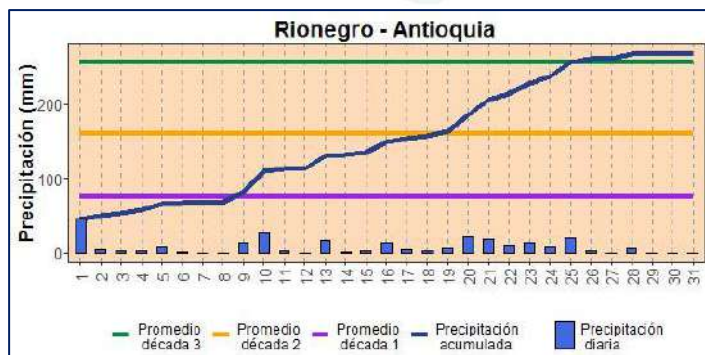 Rionegro - Antioquia
Precipitación (mm)
200
100
0
1 2 3 4 5 6 7 8 9 10 11 12 13 14 15 16 17 18 19 20 21 22 23 24 25 26 27 28 29 30 31
Promedio década 3
Promedio década 2
Promedio década 1
Precipitación acumulada
Precipitación diaria